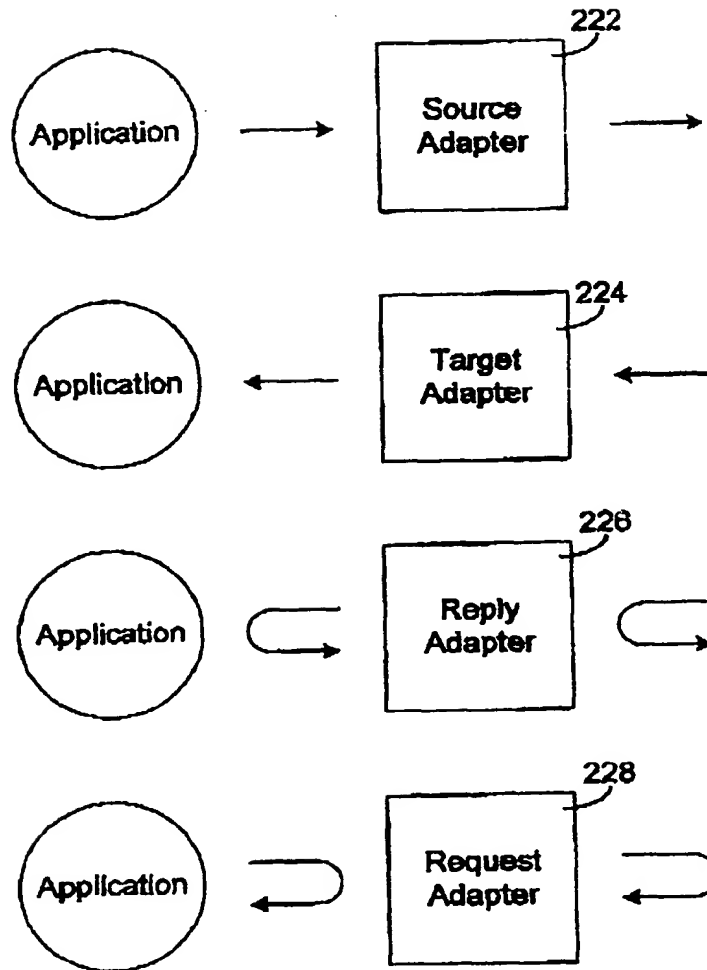 222
Application
Source
Adapter
224
Application
Target
Adapter
226
Application
Reply
Adapter
228
Application
Request
Adapter